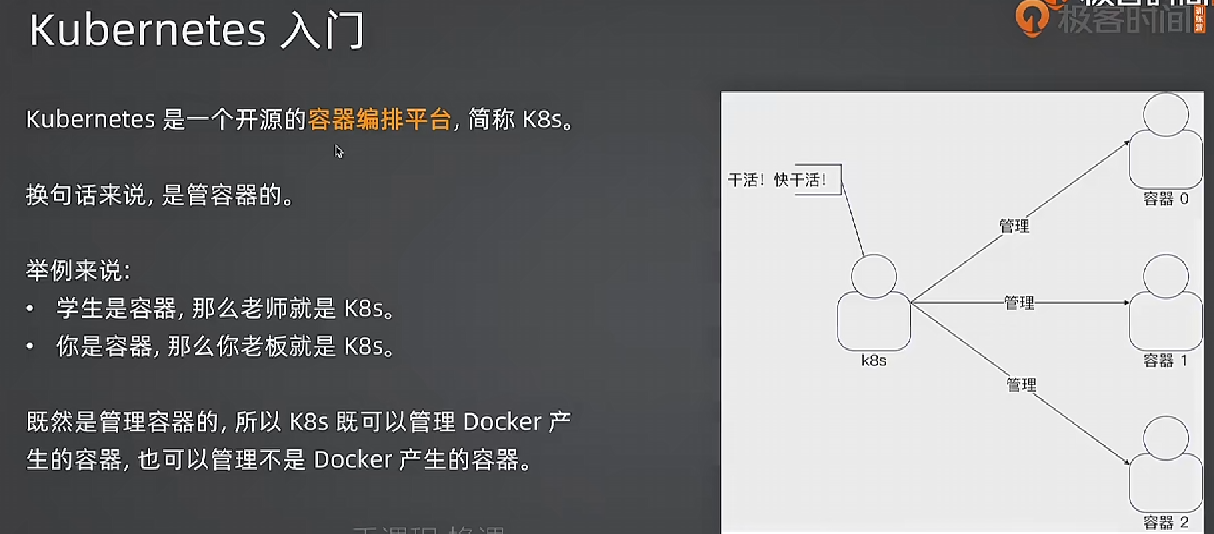 Kubernetes 入门
极客时间
训练营
Kubernetes 是一个开源的容器编排平台, 简称 K8s。
换句话来说, 是管容器的。
举例来说:
• 学生是容器, 那么老师就是 K8s。
• 你是容器, 那么你老板就是 K8s。
既然是管理容器的, 所以 K8s 既可以管理 Docker 产
生的容器, 也可以管理不是 Docker 产生的容器。
干活！快干活！
管理
管理
管理
k8s
容器 0
容器 1
容器 2